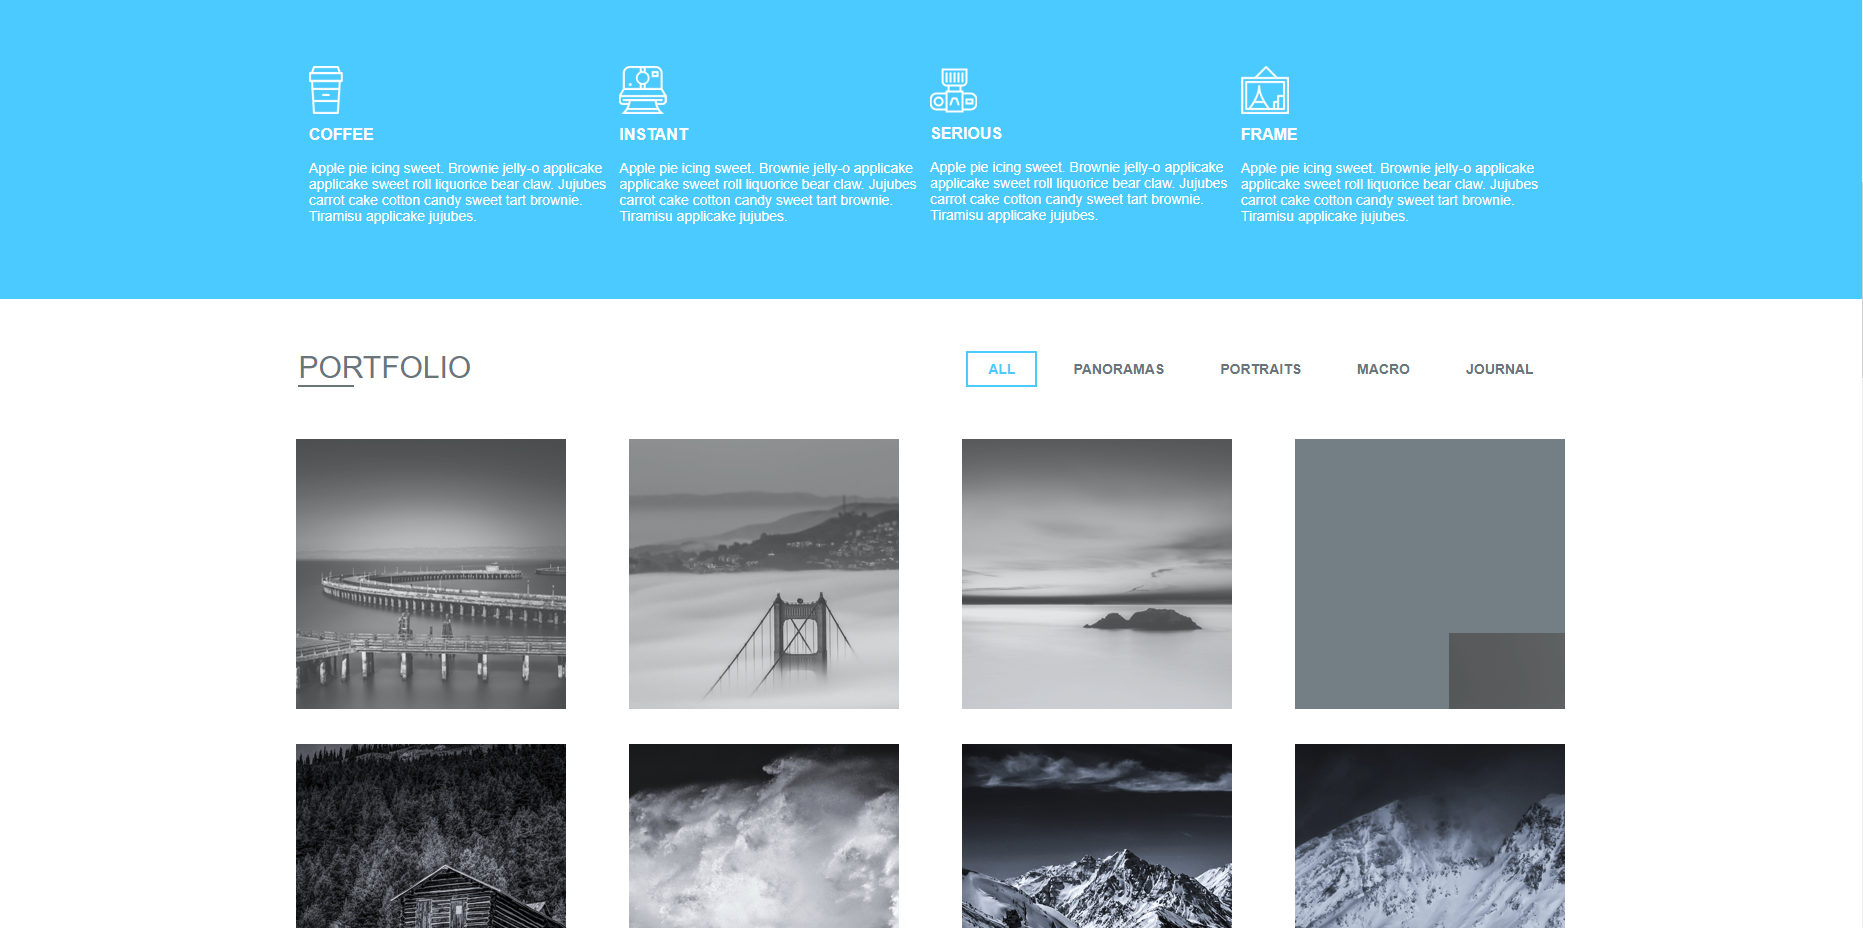 COFFEE
Apple pie icing sweet. Brownie jelly-o applicake
applicake sweet roll liquorice bear claw. Jujubes
carrot cake cotton candy sweet tart brownie.
Tiramisu applicake jujubes.
INSTANT
Apple pie icing sweet. Brownie jelly-o applicake
applicake sweet roll liquorice bear claw. Jujubes
carrot cake cotton candy sweet tart brownie.
Tiramisu applicake jujubes.
SERIOUS
Apple pie icing sweet. Brownie jelly-o applicake
applicake sweet roll liquorice bear claw. Jujubes
carrot cake cotton candy sweet tart brownie.
Tiramisu applicake jujubes.
FRAME
Apple pie icing sweet. Brownie jelly-o applicake
applicake sweet roll liquorice bear claw. Jujubes
carrot cake cotton candy sweet tart brownie.
Tiramisu applicake jujubes.
PORTFOLIO
ALL PANORAMAS PORTRAITS MACRO JOURNAL